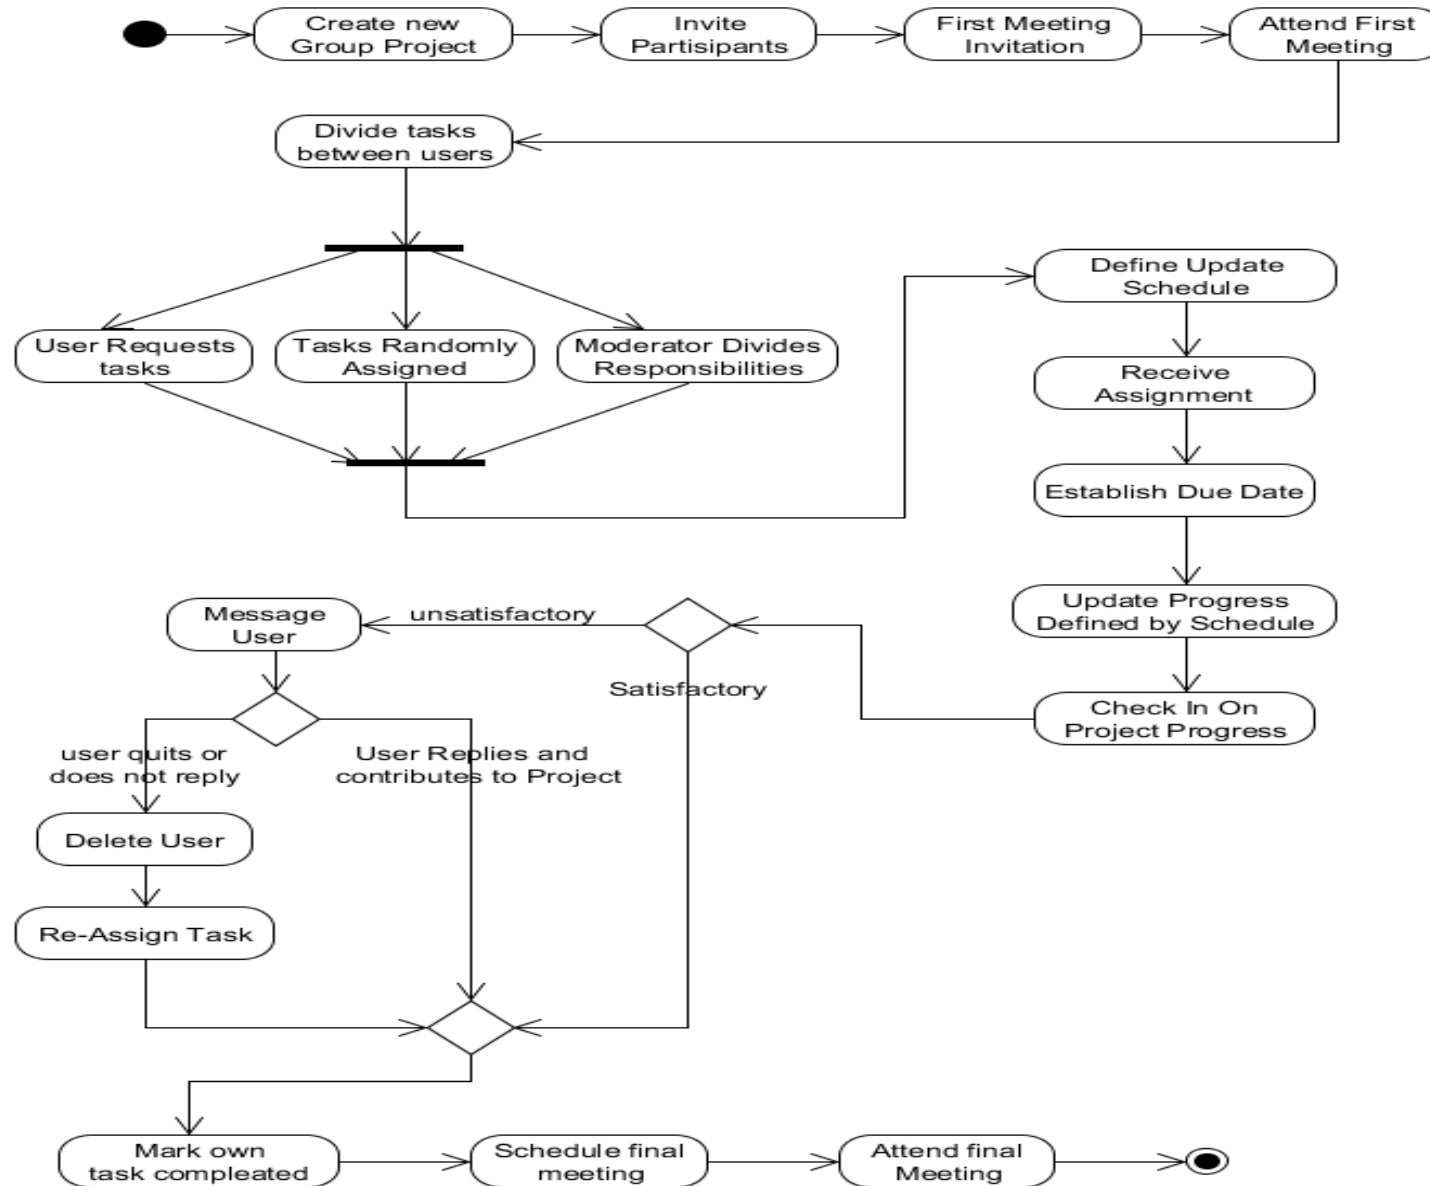 Create new
Group Project
Invite
Partisipants
First Meeting
Invitation
Attend First
Meeting
Divide tasks
between users
User Requests
tasks
Tasks Randomly
Assigned
Moderator Divides
Responsibilities
Define Update
Schedule
Receive
Assignment
Establish Due Date
Update Progress
Defined by Schedule
Check In On
Project Progress
unsatisfactory
Satisfactory
Message
User
user quits or
does not reply
User Replies and
contributes to Project
Delete User
Re-Assign Task
Mark own
task compleated
Schedule final
meeting
Attend final
Meeting